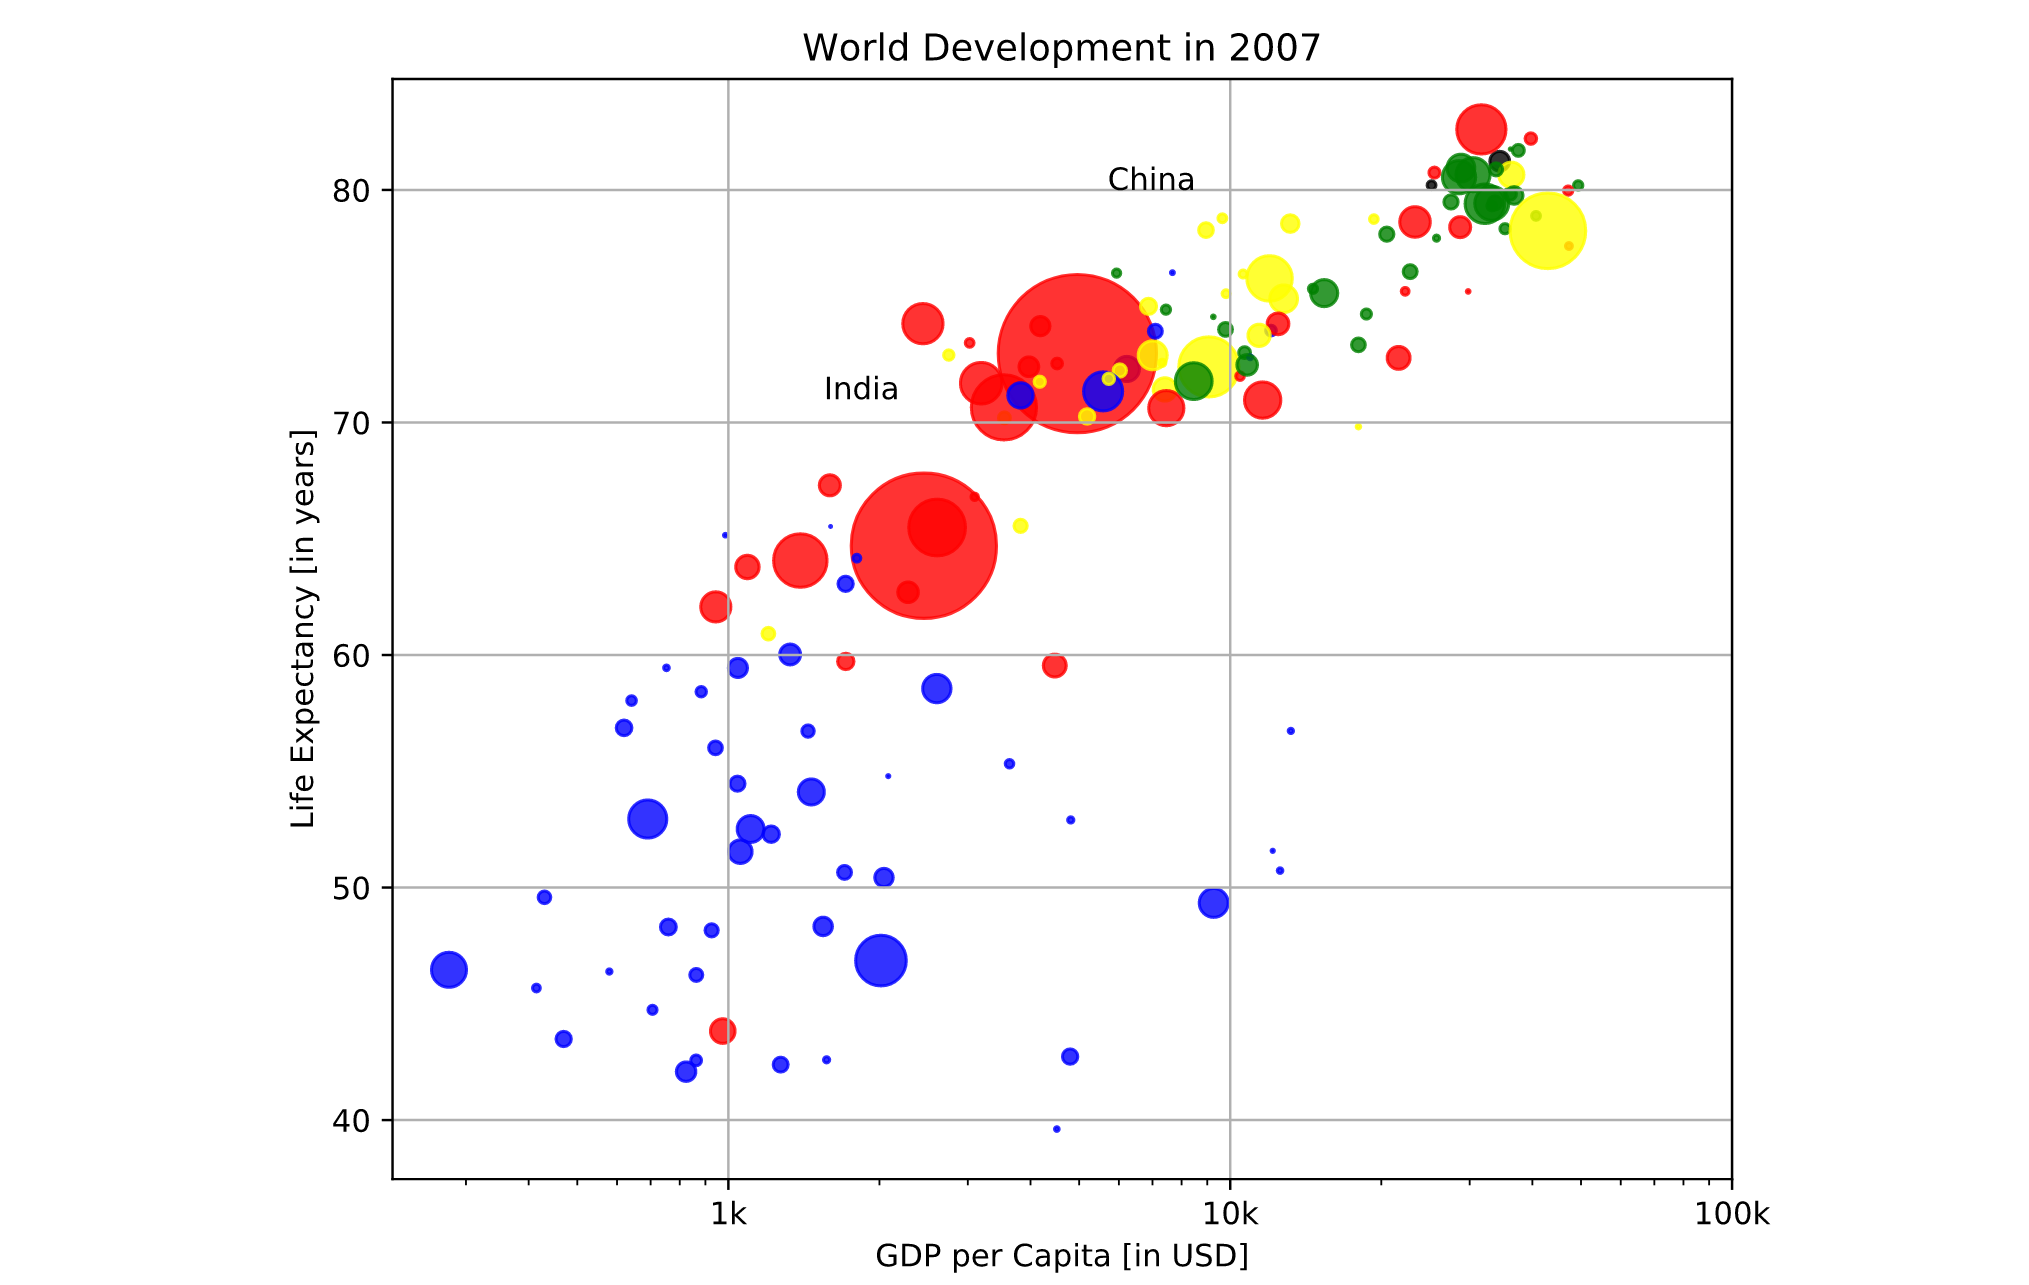 World Development in 2007
China
India
Life Expectancy [in years]
80
70
60
50
40
1k
10k
100k
GDP per Capita [in USD]